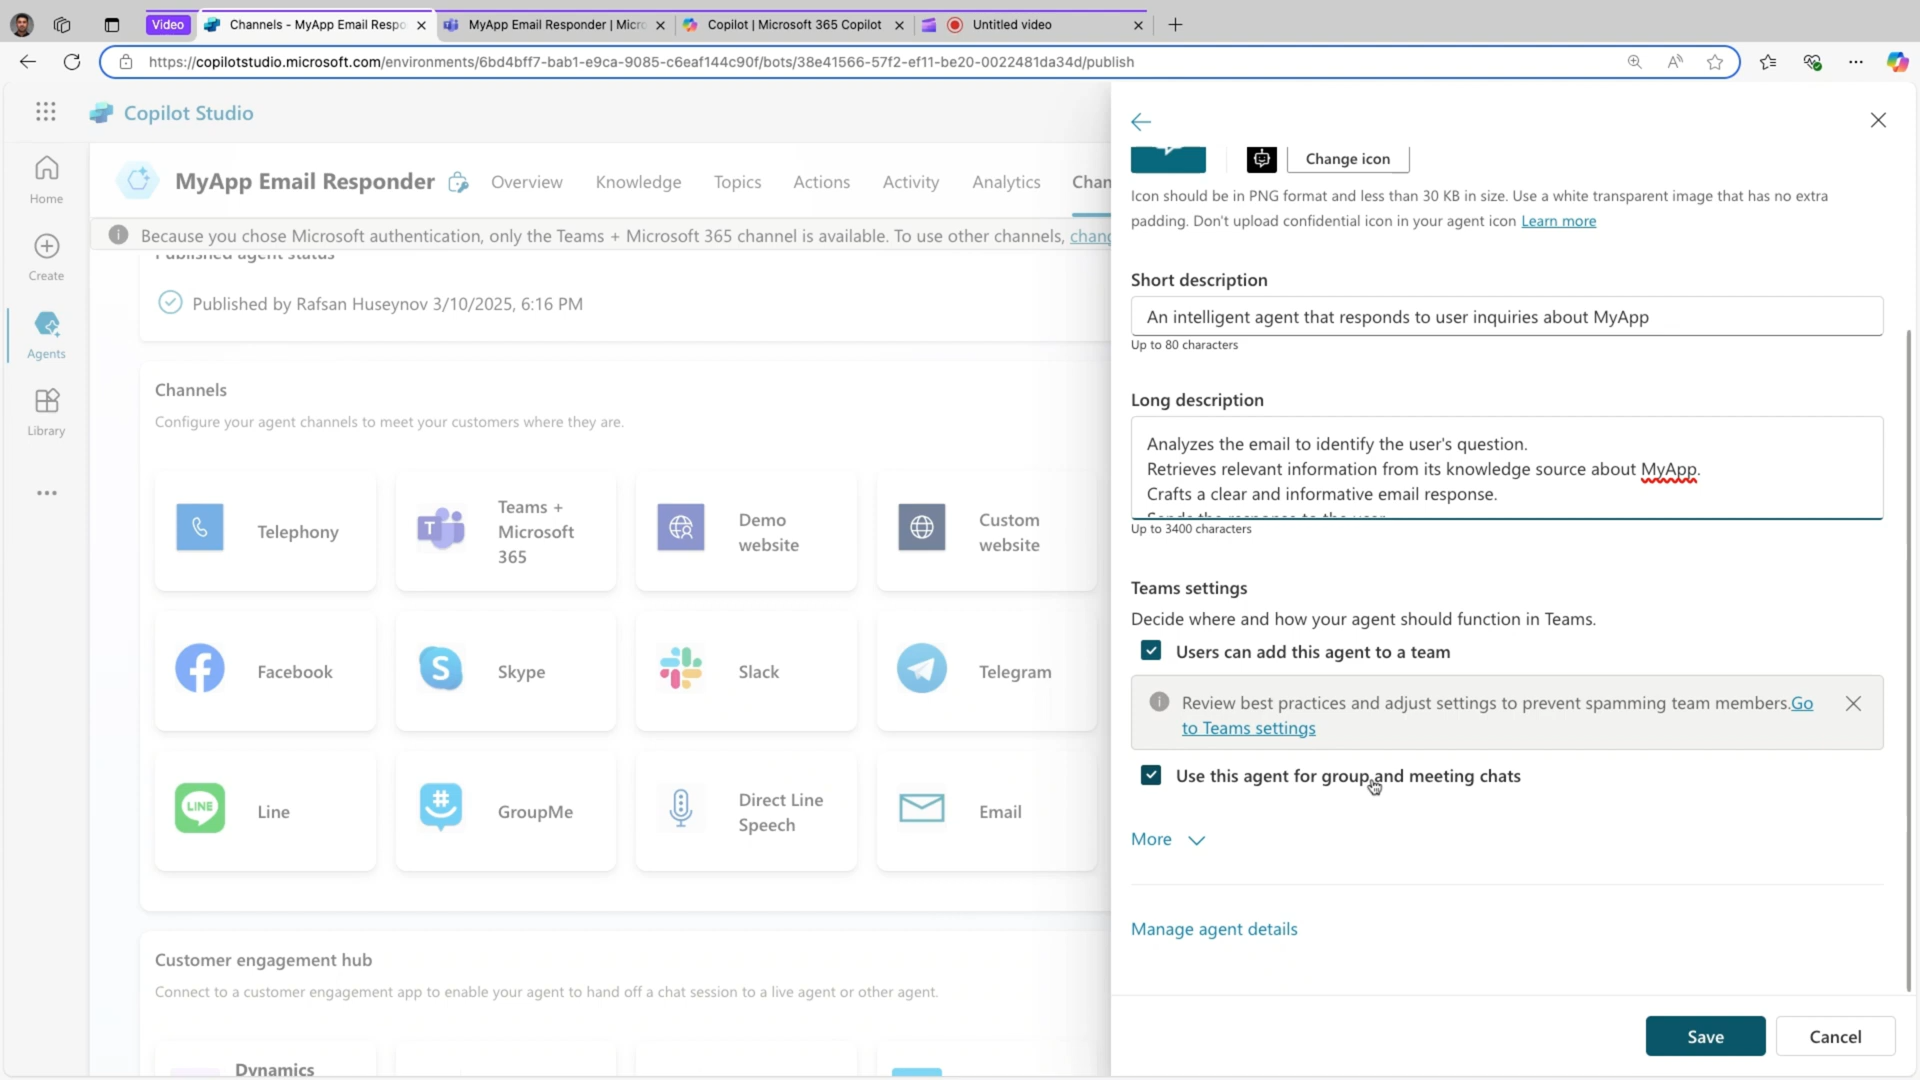 Video
Channels - MyApp Email Respo
MyApp Email Responder | Micro
Copilot | Microsoft 365 Copilot
Untitled video
https://copilotstudio.microsoft.com/environments/6bd4bff7-bab1-e9ca-9085-c6eaf144c90f/bots/38e41566-57f2-ef11-be20-0022481da34d/publish
Copilot Studio
Home
Create
Agents
Library
MyApp Email Responder
Overview
Knowledge
Topics
Actions
Activity
Analytics
Chan
Because you chose Microsoft authentication, only the Teams + Microsoft 365 channel is available. To use other channels, chang
Published agent status
Published by Rafsan Huseynov 3/10/2025, 6:16 PM
Channels
Configure your agent channels to meet your customers where they are.
Telephony
Teams +
Microsoft
365
Demo
website
Custom
website
Facebook
Skype
Slack
Telegram
LINE
Line
GroupMe
Direct Line
Speech
Email
Customer engagement hub
Connect to a customer engagement app to enable your agent to hand off a chat session to a live agent or other agent.
Dynamics
Change icon
Icon should be in PNG format and less than 30 KB in size. Use a white transparent image that has no extra
padding. Don't upload confidential icon in your agent icon Learn more
Short description
An intelligent agent that responds to user inquiries about MyApp
Up to 80 characters
Long description
Analyzes the email to identify the user's question.
Retrieves relevant information from its knowledge source about MyApp.
Crafts a clear and informative email response.
Sends the response to the user.
Up to 3400 characters
Teams settings
Decide where and how your agent should function in Teams.
Users can add this agent to a team
Review best practices and adjust settings to prevent spamming team members.Go
to Teams settings
Use this agent for group and meeting chats
More
Manage agent details
Save
Cancel